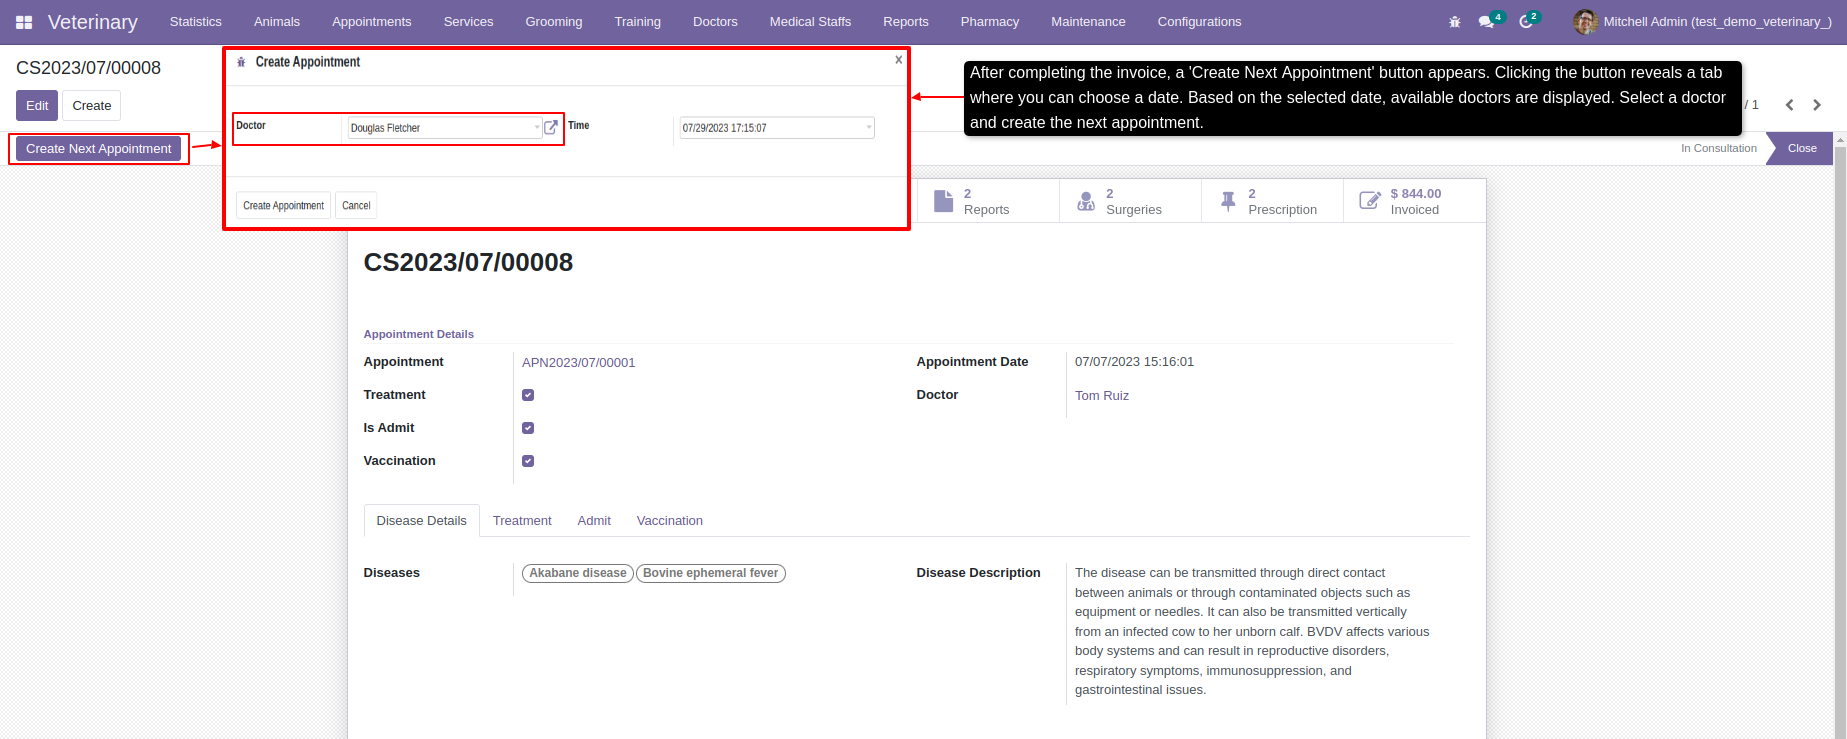 Veterinary Statistics Animals Appointments Services Grooming Training Doctors Medical Staffs Reports Pharmacy Maintenance Configurations 4 2 Mitchell Admin (test_demo_veterinary_)
CS2023/07/00008
Edit Create
/ 1
Create Next Appointment
In Consultation Close
Create Appointment x
Doctor Douglas Fletcher Time 07/29/2023 17:15:07
Create Appointment Cancel
After completing the invoice, a 'Create Next Appointment' button appears. Clicking the button reveals a tab
where you can choose a date. Based on the selected date, available doctors are displayed. Select a doctor
and create the next appointment.
2 Reports
2 Surgeries
2 Prescription
$ 844.00 Invoiced
CS2023/07/00008
Appointment Details
Appointment APN2023/07/00001 Appointment Date 07/07/2023 15:16:01
Treatment Doctor Tom Ruiz
Is Admit
Vaccination
Disease Details Treatment Admit Vaccination
Diseases Akabane disease Bovine ephemeral fever
Disease Description The disease can be transmitted through direct contact
between animals or through contaminated objects such as
equipment or needles. It can also be transmitted vertically
from an infected cow to her unborn calf. BVDV affects various
body systems and can result in reproductive disorders,
respiratory symptoms, immunosuppression, and
gastrointestinal issues.